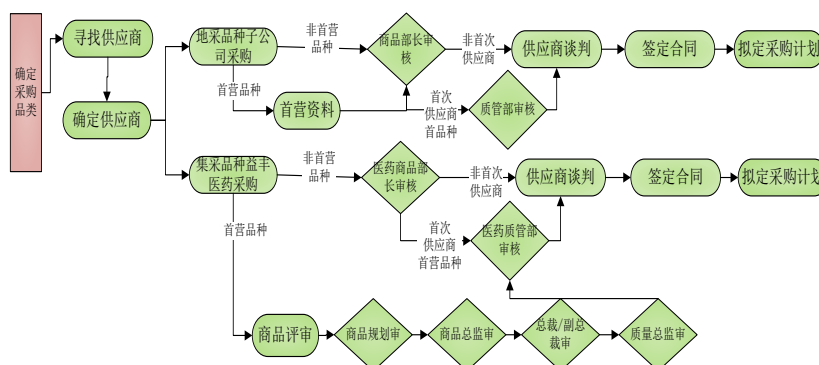 确定
采购
品类
寻找供应商
确定供应商
地采品种子公
司采购
非首营
品种
商品部长审
核
非首次
供应商
供应商谈判
签定合同
拟定采购计划
首营品种
首营资料
首次
供应商
首品种
质管部审核
集采品种益丰
医药采购
非首营
品种
医药商品部
长审核
非首次
供应商
供应商谈判
签定合同
拟定采购计划
首营品种
首次
供应商
首营品种
医药质管部
审核
商品评审
商品规划审
商品总监审
总裁/副总
裁审
质量总监审